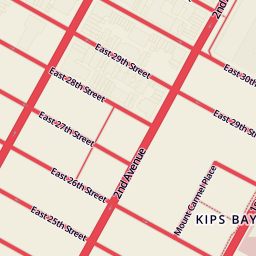 2nd
East 29th Street
East 30th
East 28th Street
East 29th Street
East 27th Street
2nd Avenue
Mount Carmel Place
East 26th Street
KIPS BAY
East 25th Street